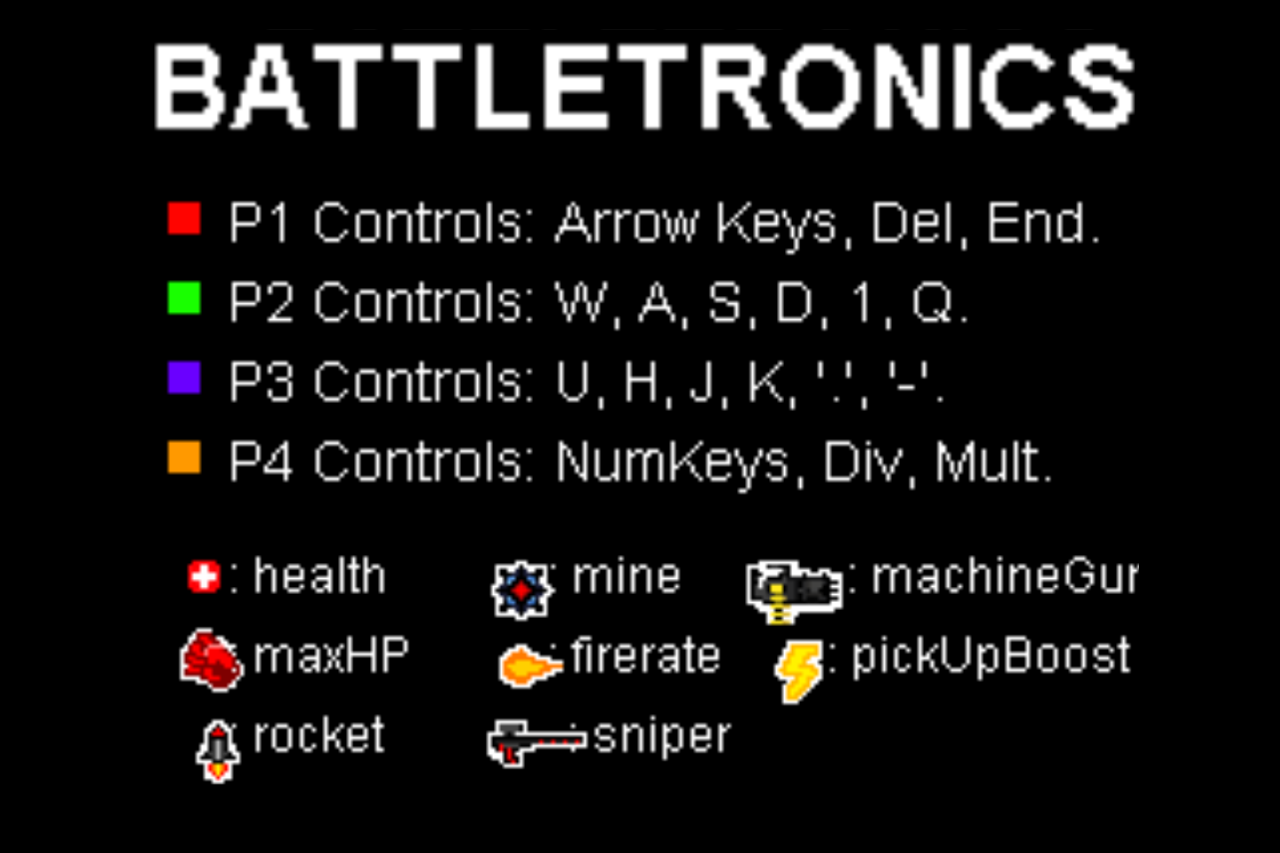 BATTLETRONICS
P1 Controls: Arrow Keys, Del, End.
P2 Controls: W, A, S, D, 1, Q.
P3 Controls: U, H, J, K, '.', '-'.
P4 Controls: NumKeys, Div, Mult.
: health : mine : machineGun
: maxHP : firerate : pickUpBoost
: rocket : sniper